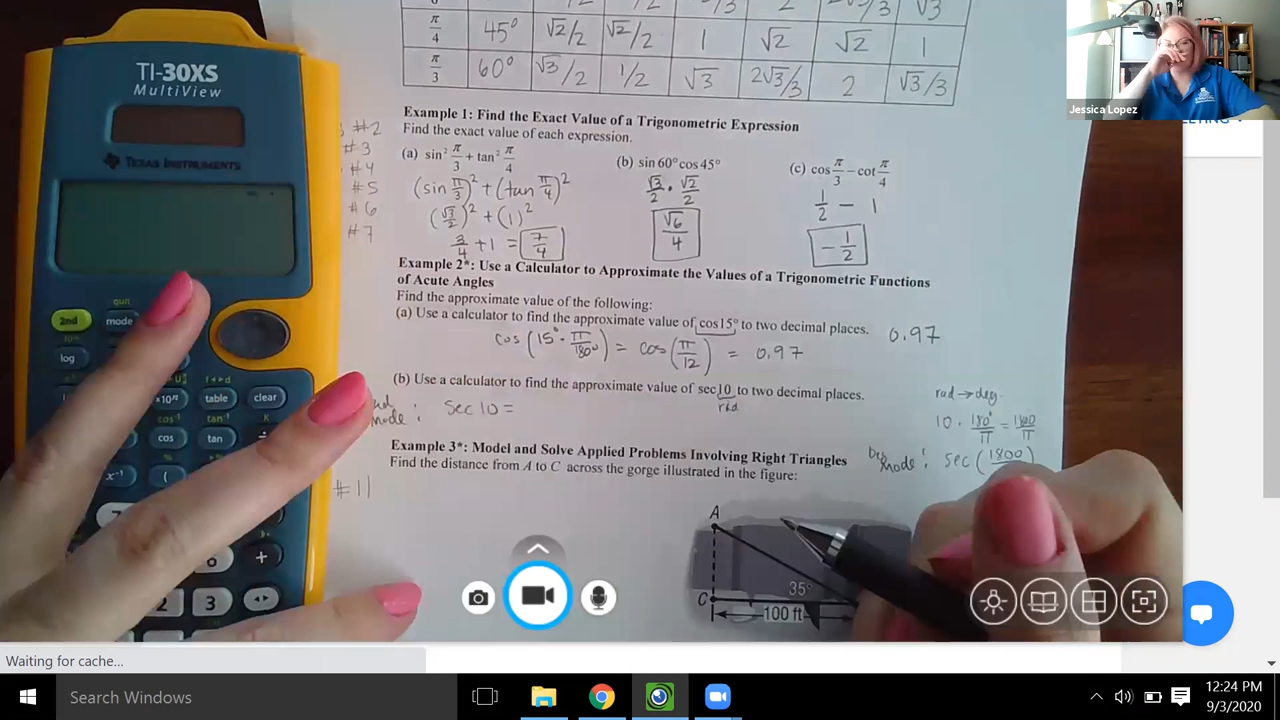 √3
π/4 45° √2/2 √2/2 1 √2 √2 1
π/3 60° √3/2 1/2 √3 2√3/3 2 √3/3
TI-30XS
MultiView
TEXAS INSTRUMENTS
quit
2nd mode
log
×10ⁿ table clear
cos⁻¹ tan⁻¹
cos tan
x⁻¹ (
+
2 3
#2
#3
#4
#5
#6
#7
Example 1: Find the Exact Value of a Trigonometric Expression
Find the exact value of each expression.
(a) sin² π/3 + tan² π/4
(sin π/3)² + (tan π/4)²
(√3/2)² + (1)²
3/4 + 1 = 7/4
(b) sin 60° cos 45°
√3/2 · √2/2
√6/4
(c) cos π/3 − cot π/4
1/2 − 1
−1/2
Example 2*: Use a Calculator to Approximate the Values of a Trigonometric Functions
of Acute Angles
Find the approximate value of the following:
(a) Use a calculator to find the approximate value of cos15° to two decimal places. 0.97
cos(15° · π/180°) = cos(π/12) = 0.97
(b) Use a calculator to find the approximate value of sec10 to two decimal places.
rad
mode: sec 10 =
rad → deg.
10 · 180°/π = 1800/π
Deg mode: sec(1800
Example 3*: Model and Solve Applied Problems Involving Right Triangles
Find the distance from A to C across the gorge illustrated in the figure:
#11
A
35°
C
100 ft
Jessica Lopez
Waiting for cache...
Search Windows
12:24 PM
9/3/2020